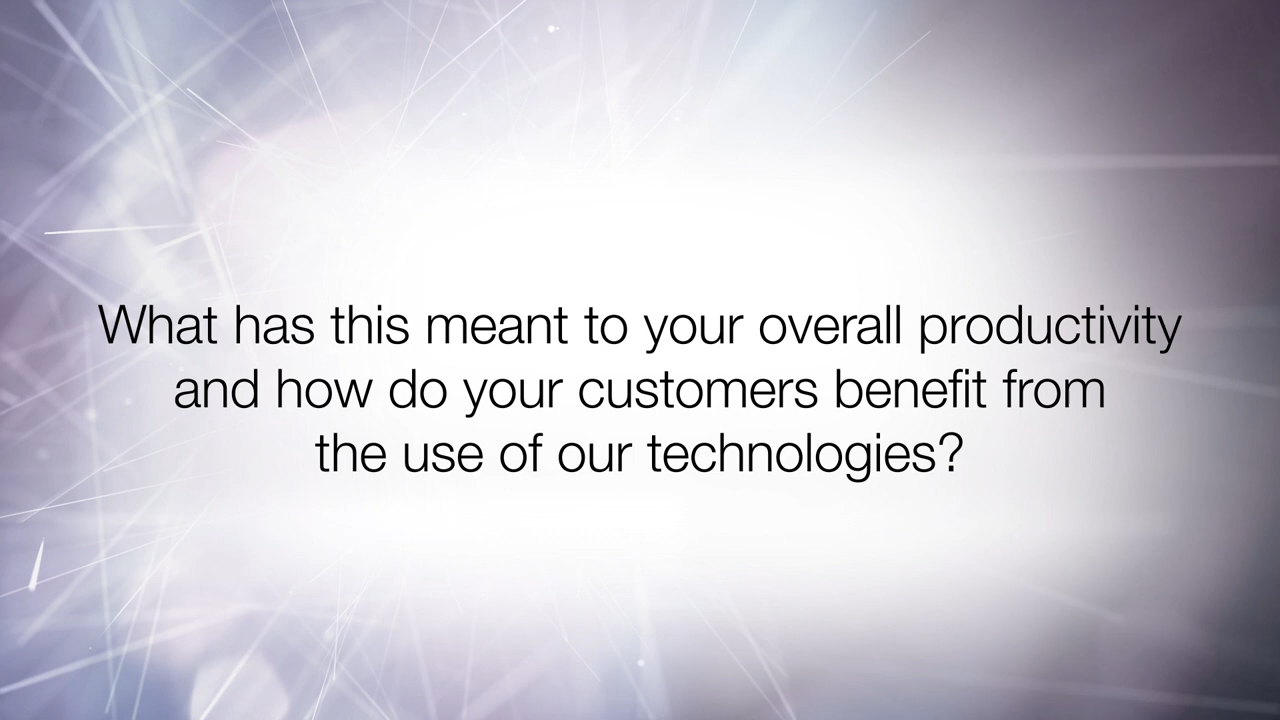 What has this meant to your overall productivity
and how do your customers benefit from
the use of our technologies?